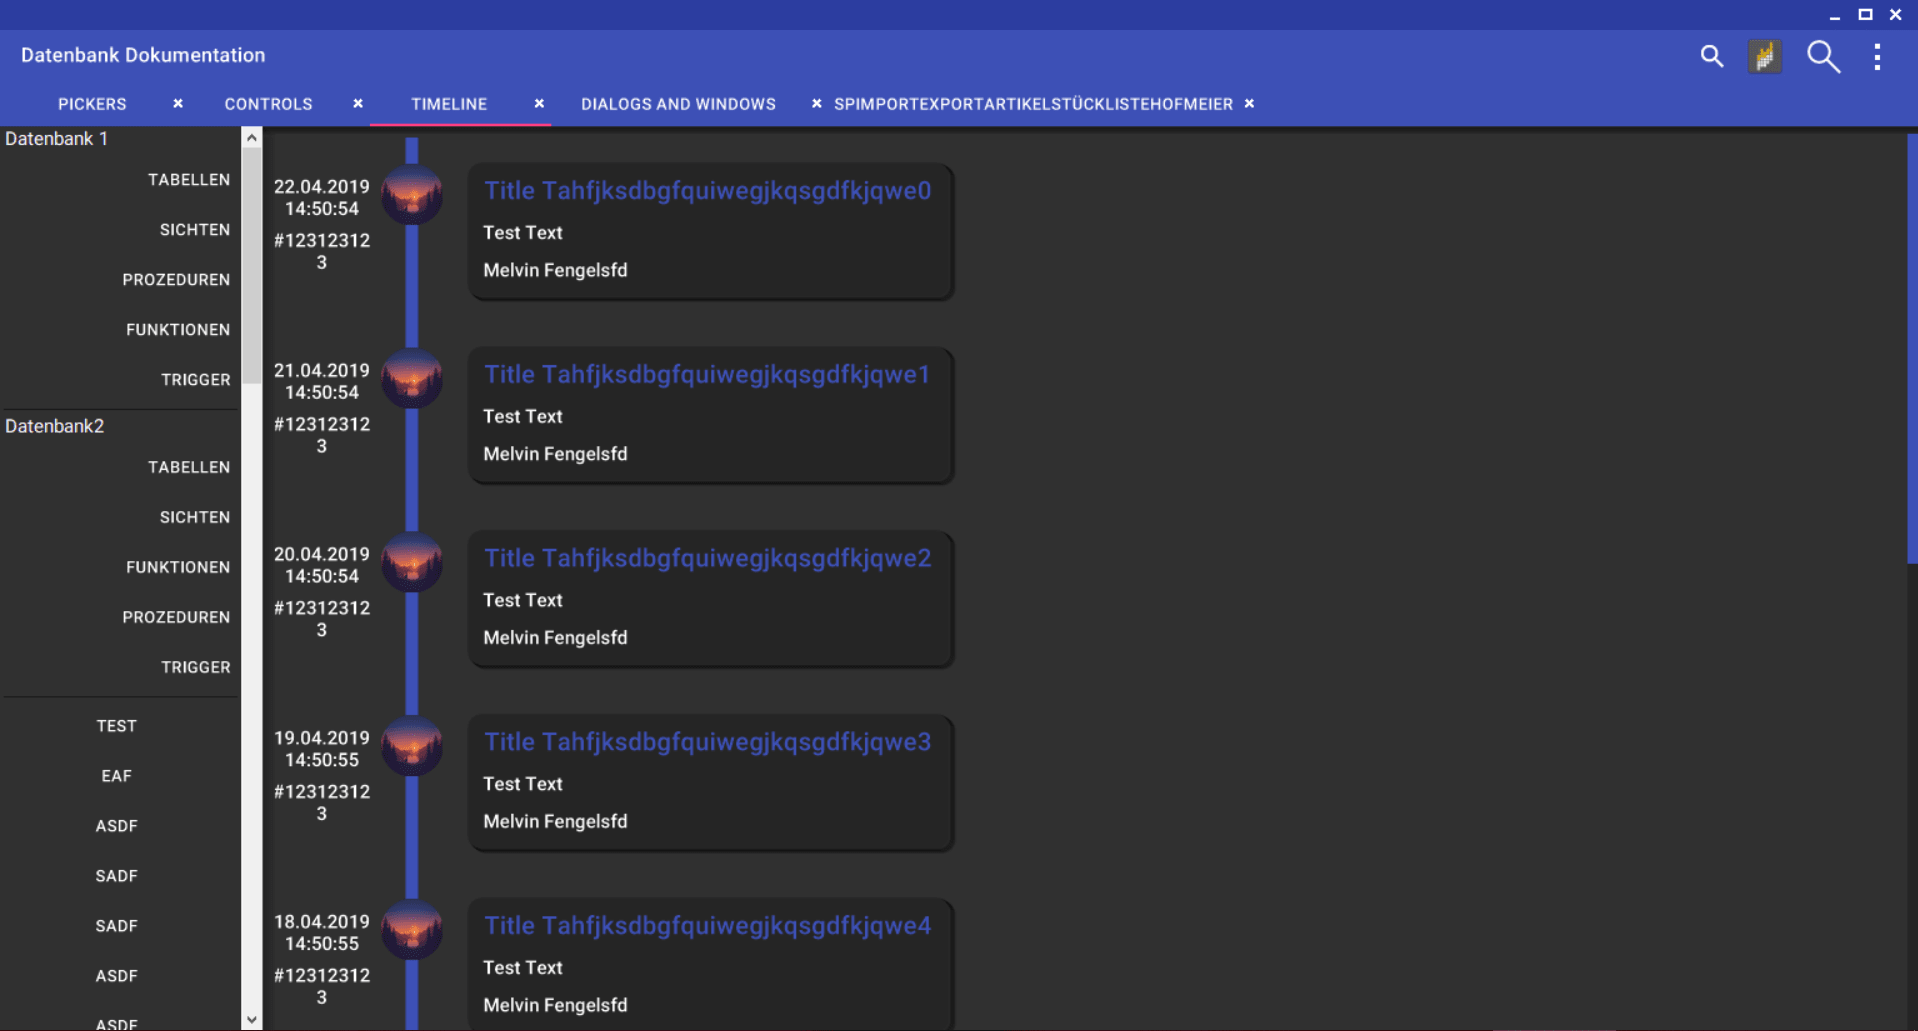 Datenbank Dokumentation
PICKERS
CONTROLS
TIMELINE
DIALOGS AND WINDOWS
SPIMPORTEXPORTARTIKELSTÜCKLISTEHOFMEIER
Datenbank 1
TABELLEN
SICHTEN
PROZEDUREN
FUNKTIONEN
TRIGGER
Datenbank2
TABELLEN
SICHTEN
FUNKTIONEN
PROZEDUREN
TRIGGER
TEST
EAF
ASDF
SADF
SADF
ASDF
ASDF
22.04.2019
14:50:54
#12312312
3
Title Tahfjksdbgfquiwegjkqsgdfkjqwe0
Test Text
Melvin Fengelsfd
21.04.2019
14:50:54
#12312312
3
Title Tahfjksdbgfquiwegjkqsgdfkjqwe1
Test Text
Melvin Fengelsfd
20.04.2019
14:50:54
#12312312
3
Title Tahfjksdbgfquiwegjkqsgdfkjqwe2
Test Text
Melvin Fengelsfd
19.04.2019
14:50:55
#12312312
3
Title Tahfjksdbgfquiwegjkqsgdfkjqwe3
Test Text
Melvin Fengelsfd
18.04.2019
14:50:55
#12312312
3
Title Tahfjksdbgfquiwegjkqsgdfkjqwe4
Test Text
Melvin Fengelsfd